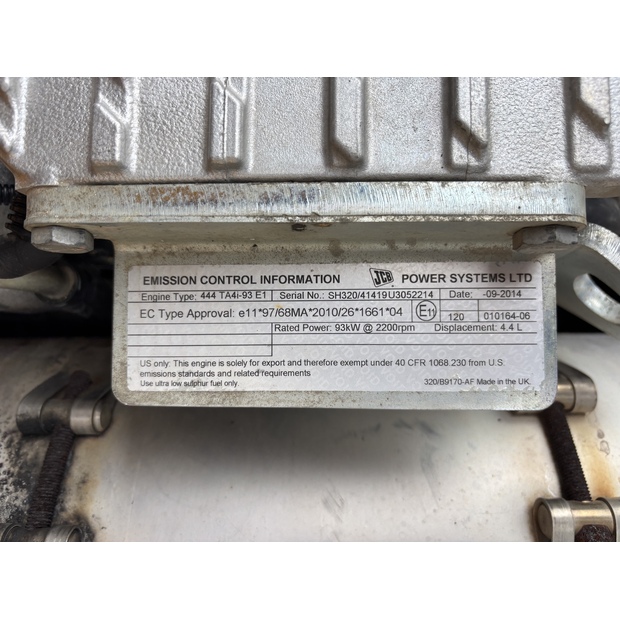 EMISSION CONTROL INFORMATION JCB POWER SYSTEMS LTD
Engine Type: 444 TA4i-93 E1 Serial No.: SH320/41419U3052214 Date: -09-2014
EC Type Approval: e11*97/68MA*2010/26*1661*04 E11 120 010164-06
Rated Power: 93kW @ 2200rpm Displacement: 4.4 L
US only: This engine is solely for export and therefore exempt under 40 CFR 1068.230 from U.S.
emissions standards and related requirements
Use ultra low sulphur fuel only. 320/B9170-AF Made in the UK.